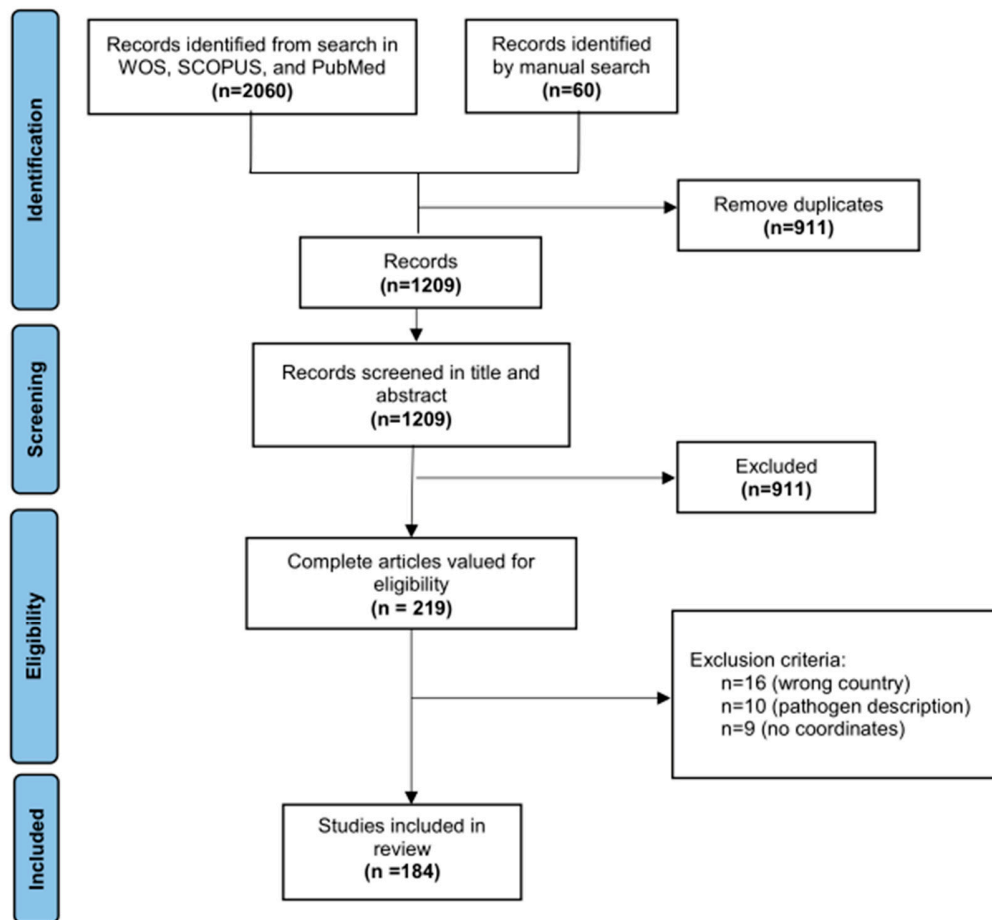 Identification
Records identified from search in
WOS, SCOPUS, and PubMed
(n=2060)
Records identified
by manual search
(n=60)
Remove duplicates
(n=911)
Records
(n=1209)
Screening
Records screened in title and
abstract
(n=1209)
Excluded
(n=911)
Eligibility
Complete articles valued for
eligibility
(n = 219)
Exclusion criteria:
n=16 (wrong country)
n=10 (pathogen description)
n=9 (no coordinates)
Included
Studies included in
review
(n =184)